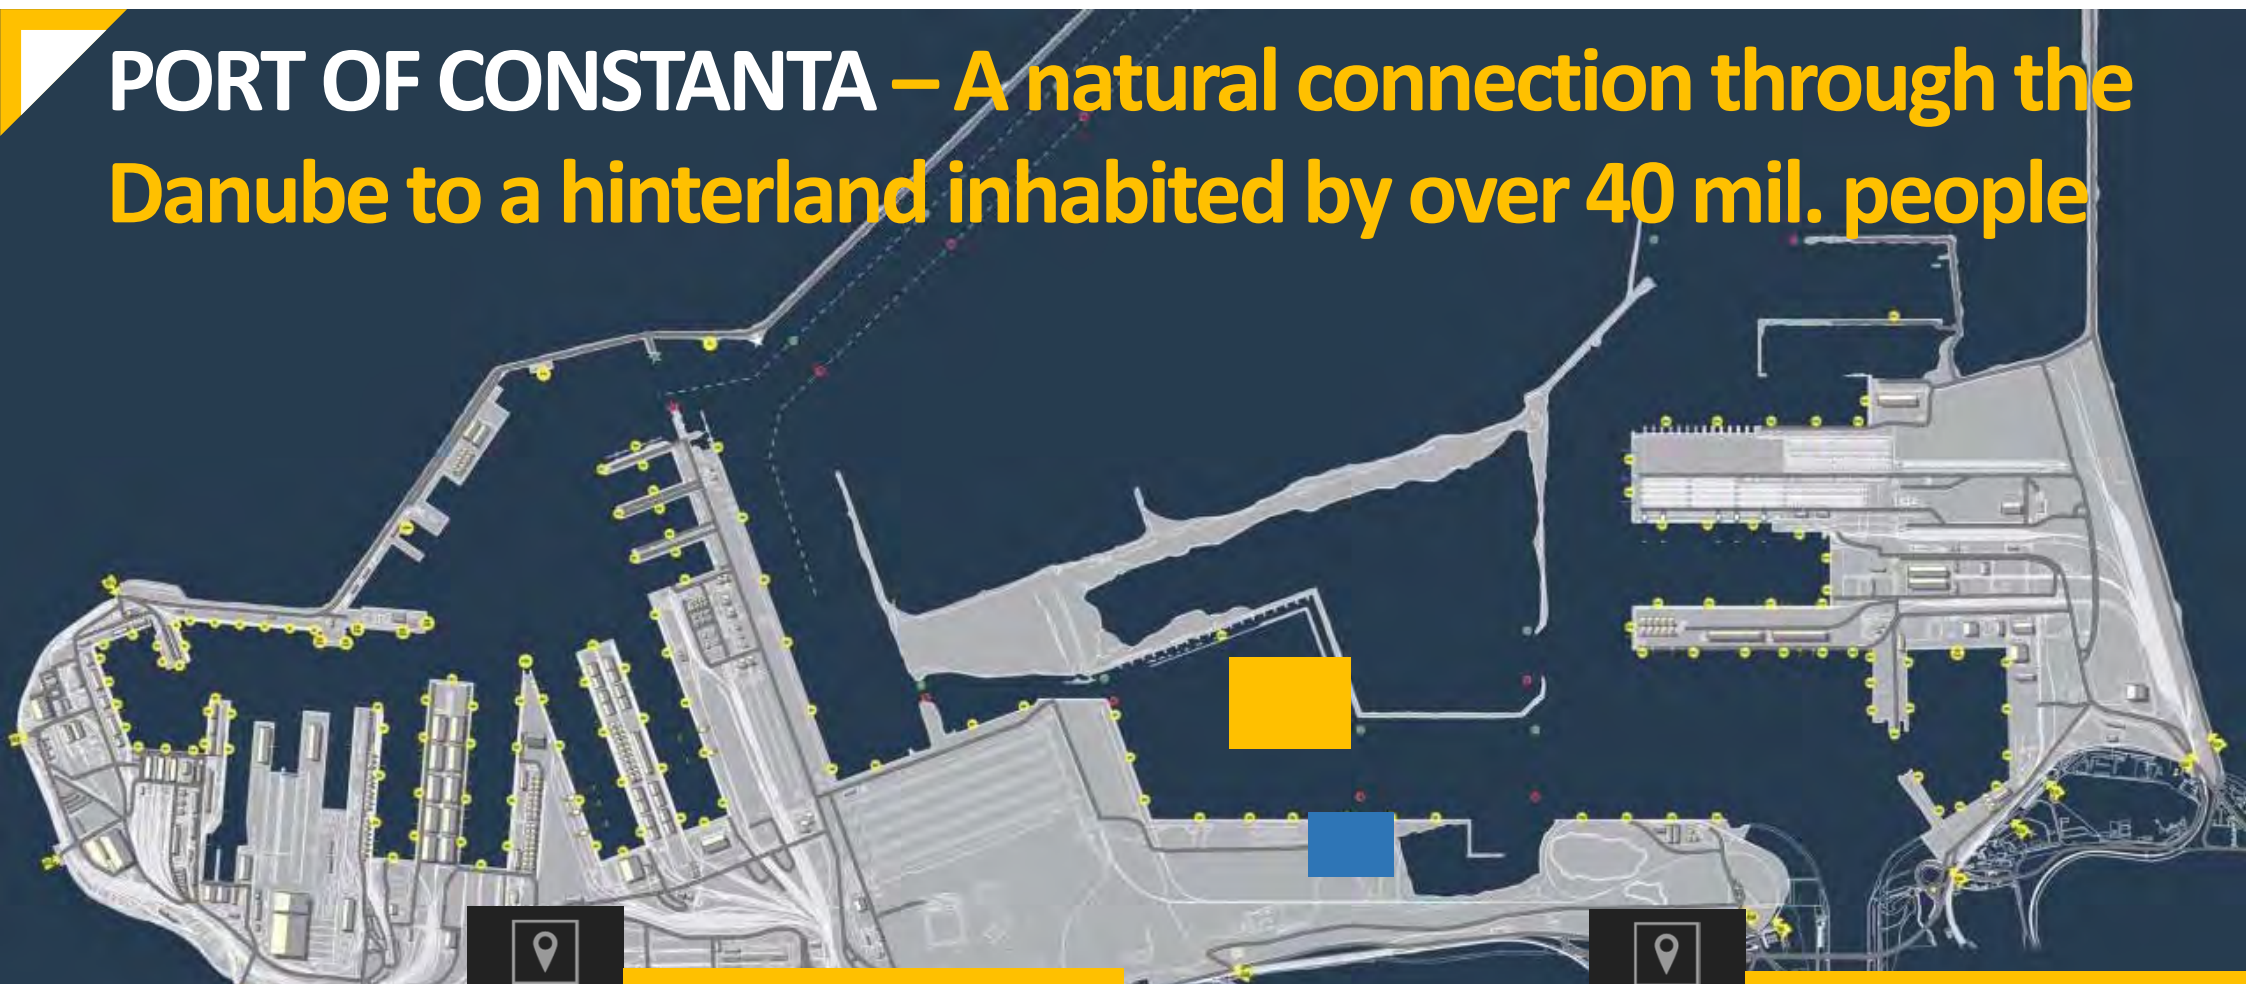 PORT OF CONSTANTA – A natural connection through the
Danube to a hinterland inhabited by over 40 mil. people